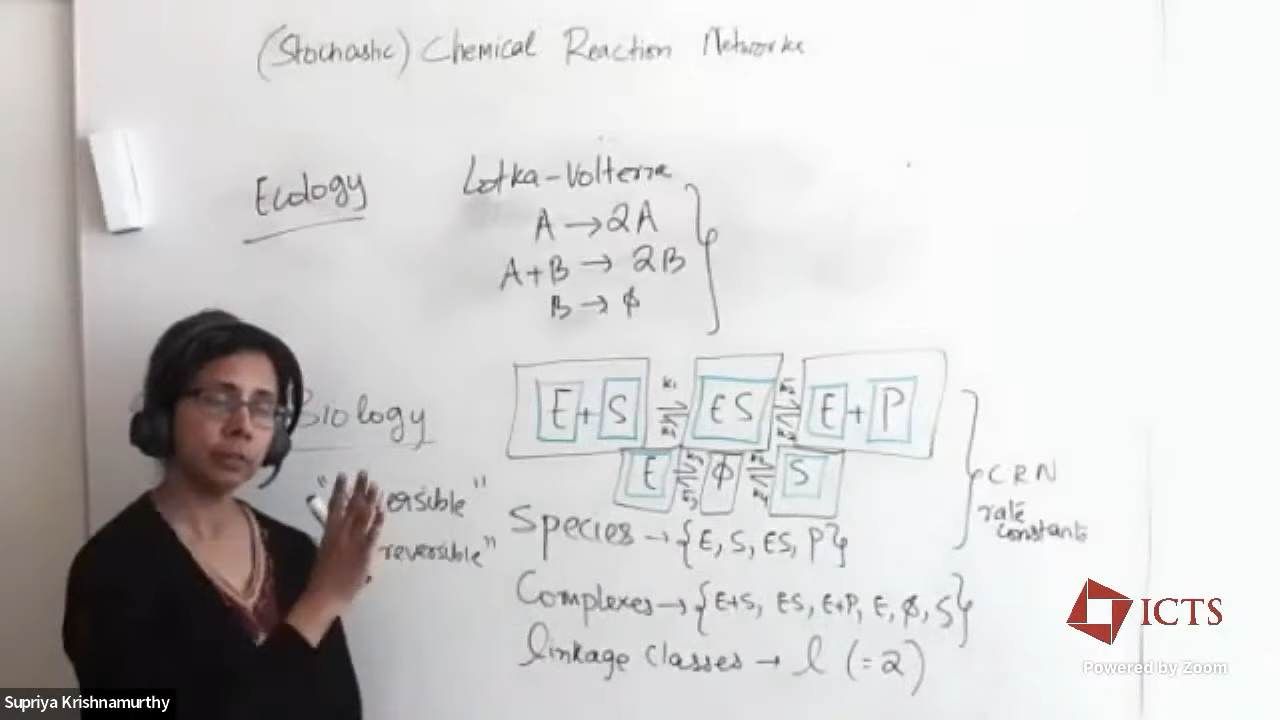 (Stochastic) Chemical Reaction Networks
Ecology
Lotka-Volterra
A → 2A
A+B → 2B
B → ϕ
Biology
E+S ⇌ ES ⇌ E+P
k₁
E ⇌ ϕ ⇌ S
CRN
rate
constants
Species → {E, S, ES, P}
reversible"
Complexes → {E+S, ES, E+P, E, ϕ, S}
linkage classes → l (=2)
ICTS
Powered by Zoom
Supriya Krishnamurthy